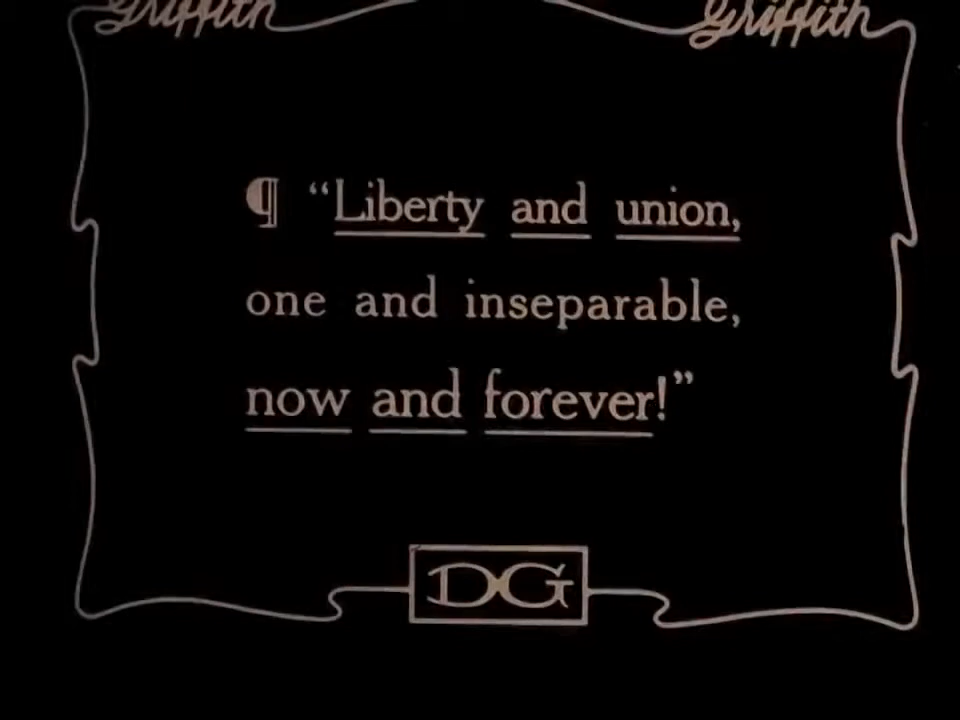 Griffith Griffith
¶ “Liberty and union,
one and inseparable,
now and forever!”
DG